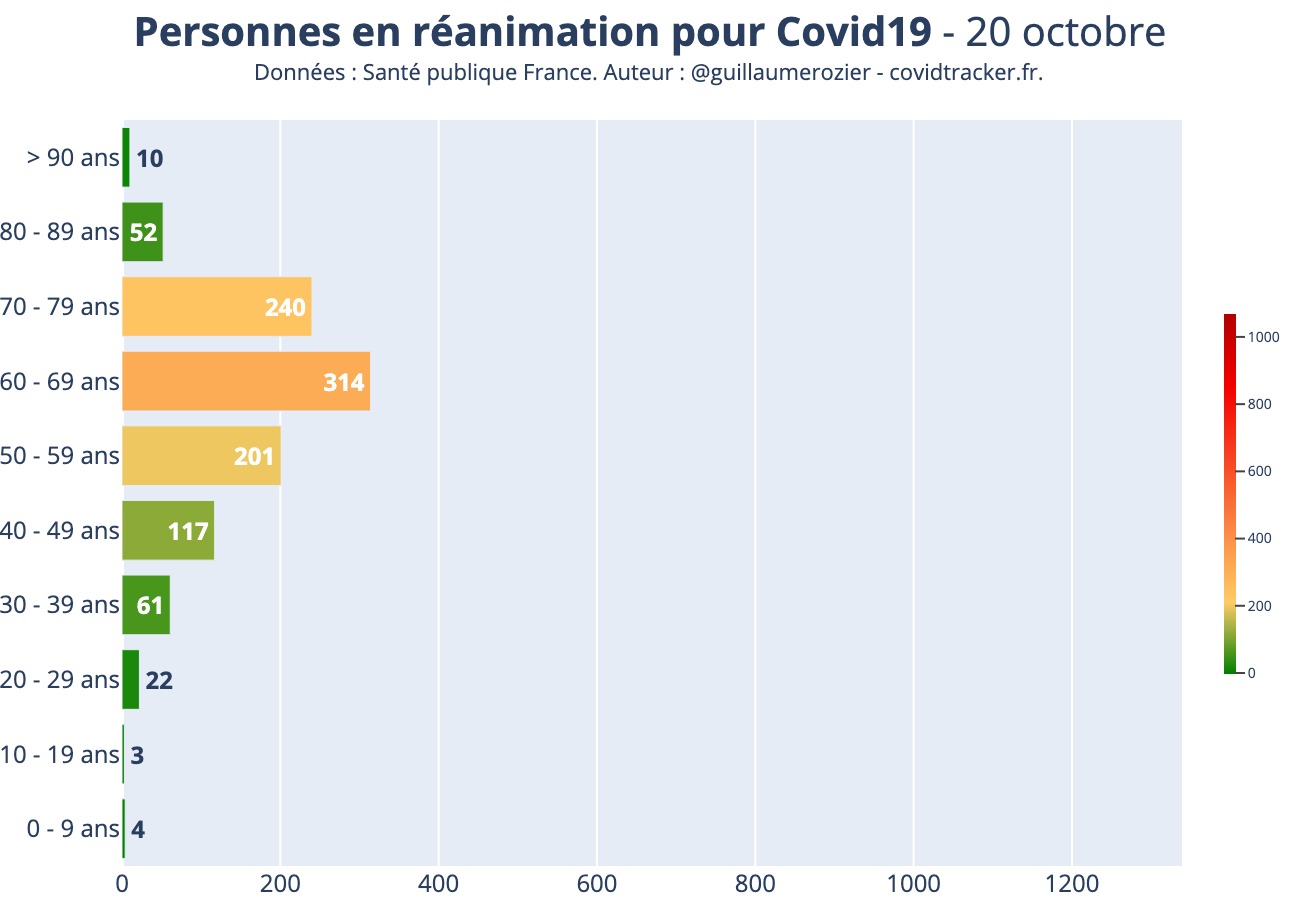 Personnes en réanimation pour Covid19 - 20 octobre
Données : Santé publique France. Auteur : @guillaumerozier - covidtracker.fr.
> 90 ans 10
80 - 89 ans 52
70 - 79 ans 240
60 - 69 ans 314
50 - 59 ans 201
40 - 49 ans 117
30 - 39 ans 61
20 - 29 ans 22
10 - 19 ans 3
0 - 9 ans 4
0 200 400 600 800 1000 1200
1000
800
600
400
200
0